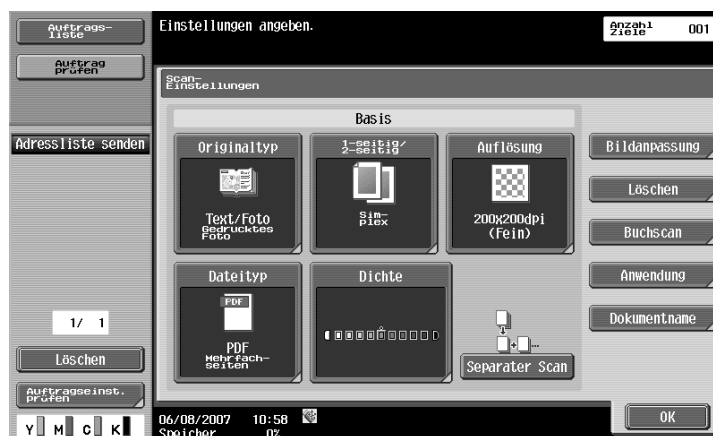 Auftrags-
liste
Auftrag
prüfen
Adressliste senden
1/ 1
Löschen
Auftragseinst.
prüfen
Y M C K
Einstellungen angeben.
Anzahl
Ziele 001
Scan-
Einstellungen
Basis
Originaltyp
Text/Foto
Gedrucktes
Foto
1-seitig/
2-seitig
Sim-
plex
Auflösung
200X200dpi
(Fein)
Dateityp
PDF
PDF
Mehrfach-
seiten
Dichte
Separater Scan
Bildanpassung
Löschen
Buchscan
Anwendung
Dokumentname
06/08/2007 10:58
Speicher 0%
OK